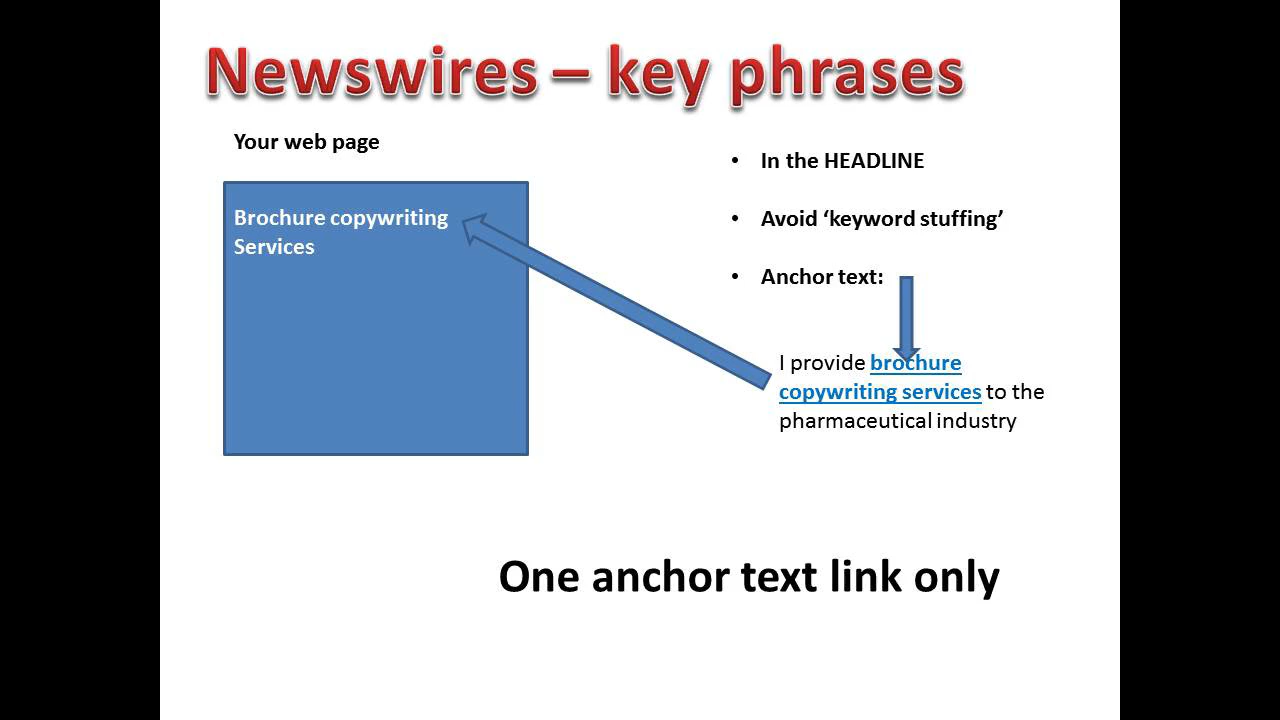 Newswires – key phrases
Your web page
Brochure copywriting
Services
• In the HEADLINE
• Avoid ‘keyword stuffing’
• Anchor text:
I provide brochure
copywriting services to the
pharmaceutical industry
One anchor text link only